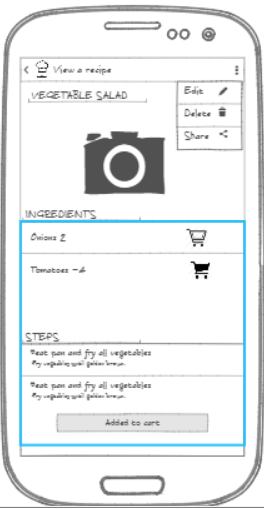 View a recipe
Edit
Delete
Share
VEGETABLE SALAD
INGREDIENTS
Onions 2
Tomatoes - 4
STEPS
Heat pan and fry all vegetables
Fry vegetables until golden brown.
Heat pan and fry all vegetables
Fry vegetables until golden brown.
Added to cart